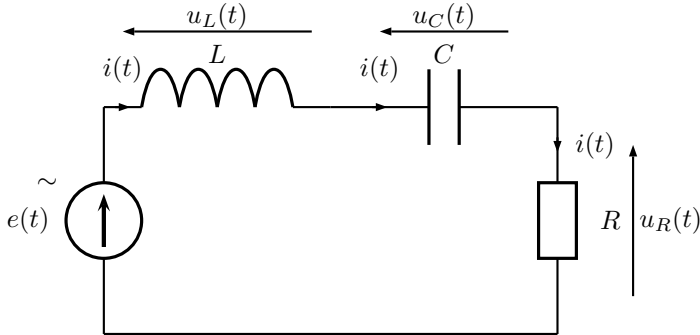 u_L(t) u_C(t)
i(t) L i(t) C
i(t)
~
e(t) R u_R(t)